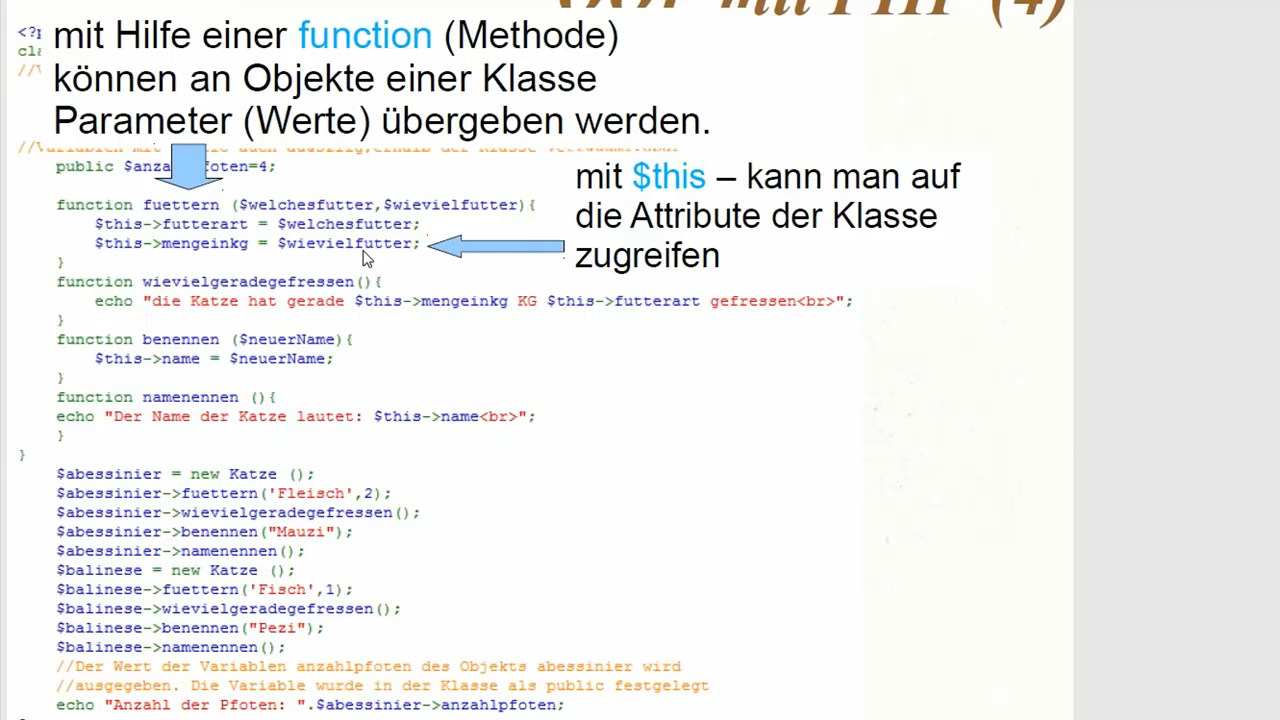 mit PHP (4)
<?p
mit Hilfe einer function (Methode)
können an Objekte einer Klasse
Parameter (Werte) übergeben werden.
public $anza foten=4;
mit $this – kann man auf
die Attribute der Klasse
zugreifen
function fuettern ($welchesfutter,$wievielfutter){
$this->futterart = $welchesfutter;
$this->mengeinkg = $wievielfutter;
}
function wievielgeradegefressen(){
echo "die Katze hat gerade $this->mengeinkg KG $this->futterart gefressen<br>";
}
function benennen ($neuerName){
$this->name = $neuerName;
}
function namenennen (){
echo "Der Name der Katze lautet: $this->name<br>";
}
}
$abessinier = new Katze ();
$abessinier->fuettern('Fleisch',2);
$abessinier->wievielgeradegefressen();
$abessinier->benennen("Mauzi");
$abessinier->namenennen();
$balinese = new Katze ();
$balinese->fuettern('Fisch',1);
$balinese->wievielgeradegefressen();
$balinese->benennen("Pezi");
$balinese->namenennen();
//Der Wert der Variablen anzahlpfoten des Objekts abessinier wird
//ausgegeben. Die Variable wurde in der Klasse als public festgelegt
echo "Anzahl der Pfoten: ".$abessinier->anzahlpfoten;